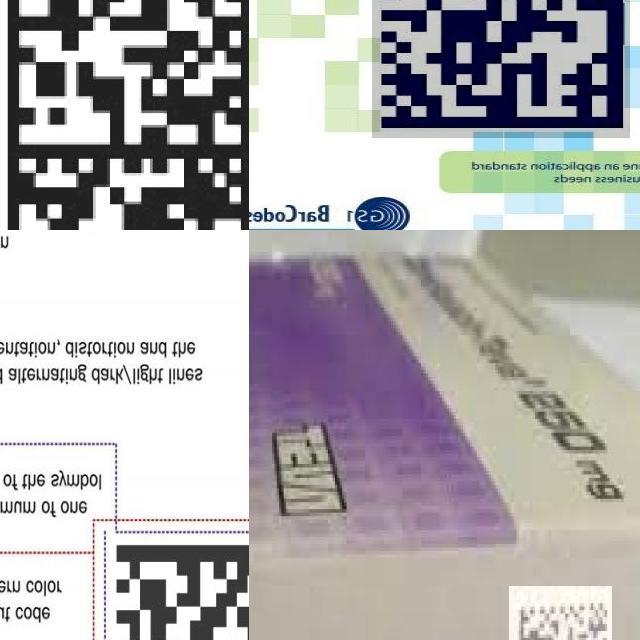 ne an application standard
usiness needs
GS1 BarCodes
ut code
ern color
mum of one
of the symbol
d alternating dark/light lines
entation, distortion and the
n
mg